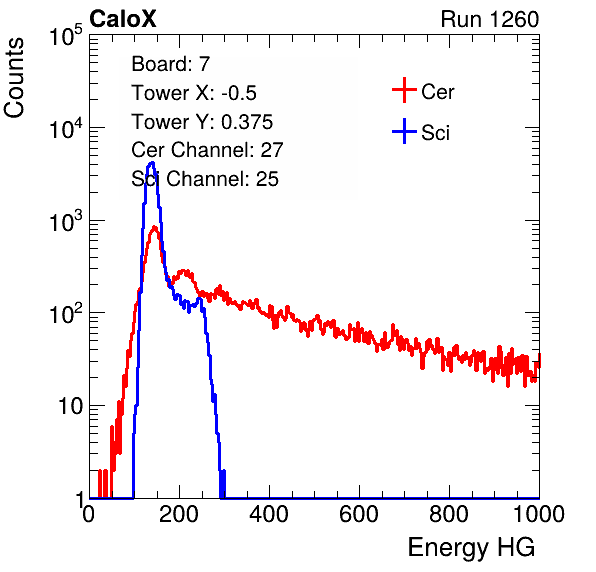 CaloX Run 1260
Counts
10^5
10^4
10^3
10^2
10
1
Board: 7
Tower X: -0.5
Tower Y: 0.375
Cer Channel: 27
Sci Channel: 25
Cer
Sci
0 200 400 600 800 1000
Energy HG